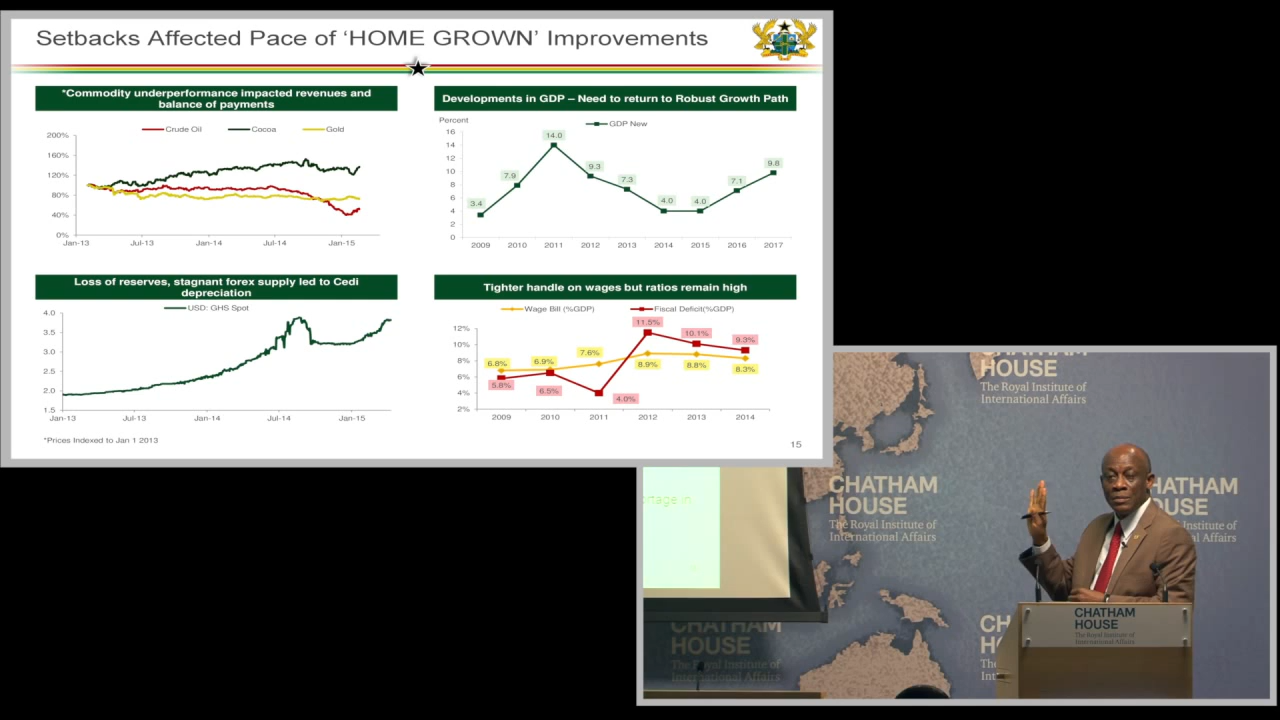 Setbacks Affected Pace of ‘HOME GROWN’ Improvements
*Commodity underperformance impacted revenues and
balance of payments
Crude Oil Cocoa Gold
200%
160%
120%
80%
40%
0%
Jan-13 Jul-13 Jan-14 Jul-14 Jan-15
Developments in GDP – Need to return to Robust Growth Path
Percent
GDP New
16
14
12
10
8
6
4
2
0
3.4 7.9 14.0 9.3 7.3 4.0 4.0 7.1 9.8
2009 2010 2011 2012 2013 2014 2015 2016 2017
Loss of reserves, stagnant forex supply led to Cedi
depreciation
USD: GHS Spot
4.0
3.5
3.0
2.5
2.0
1.5
Jan-13 Jul-13 Jan-14 Jul-14 Jan-15
Tighter handle on wages but ratios remain high
Wage Bill (%GDP) Fiscal Deficit(%GDP)
12%
10%
8%
6%
4%
2%
6.8% 6.9% 7.6% 8.9% 8.8% 8.3%
5.8% 6.5% 4.0% 11.5% 10.1% 9.3%
2009 2010 2011 2012 2013 2014
*Prices Indexed to Jan 1 2013
15
CHATHAM
HOUSE
The Royal Institute of
International Affairs
CHATHAM
HOUSE
The Royal Institute of
International Affairs
HATHAM
USE
Institute of
al Affairs
CHATHAM
HOUSE
The Royal Institute of
International Affairs
CHATHAM
HOUSE
The Royal Institute of
International Affairs
CH
H
The
Int